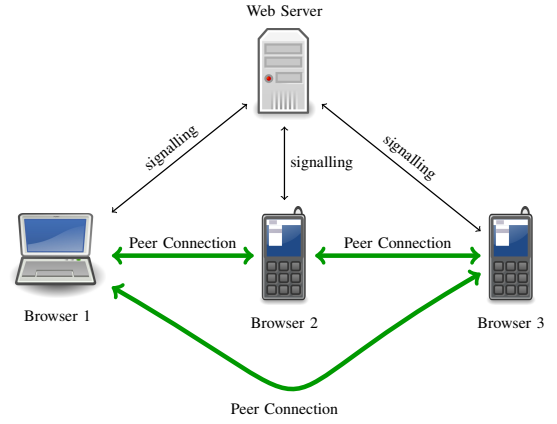 Web Server
signalling
signalling
signalling
Peer Connection
Peer Connection
Browser 1
Browser 2
Browser 3
Peer Connection